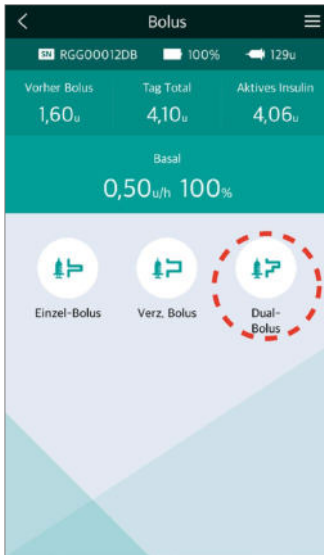 Bolus
SN RGG00012DB 100% 129u
Vorher Bolus Tag Total Aktives Insulin
1,60u 4,10u 4,06u
Basal
0,50u/h 100%
Einzel-Bolus Verz. Bolus Dual-
Bolus